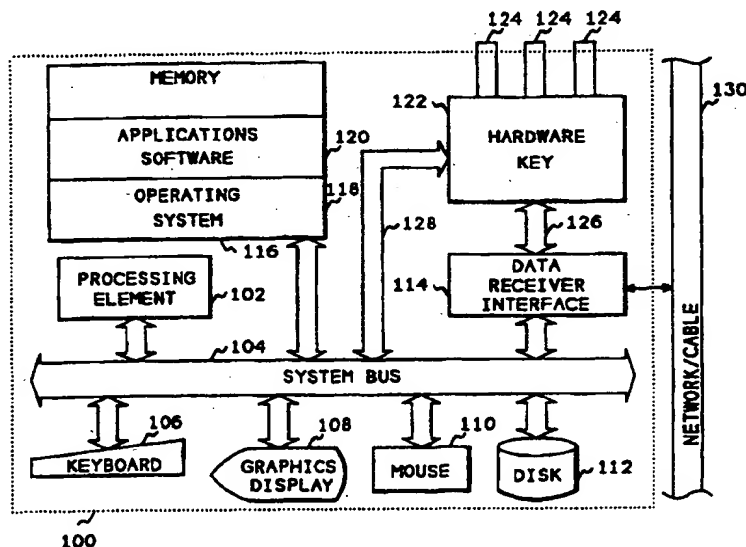 124 124 124
MEMORY
122
130
APPLICATIONS
SOFTWARE
120
HARDWARE
KEY
OPERATING
SYSTEM
118
116
128
126
PROCESSING
ELEMENT
102
114
DATA
RECEIVER
INTERFACE
104
SYSTEM BUS
NETWORK/CABLE
106
KEYBOARD
108
GRAPHICS
DISPLAY
110
MOUSE
DISK
112
100